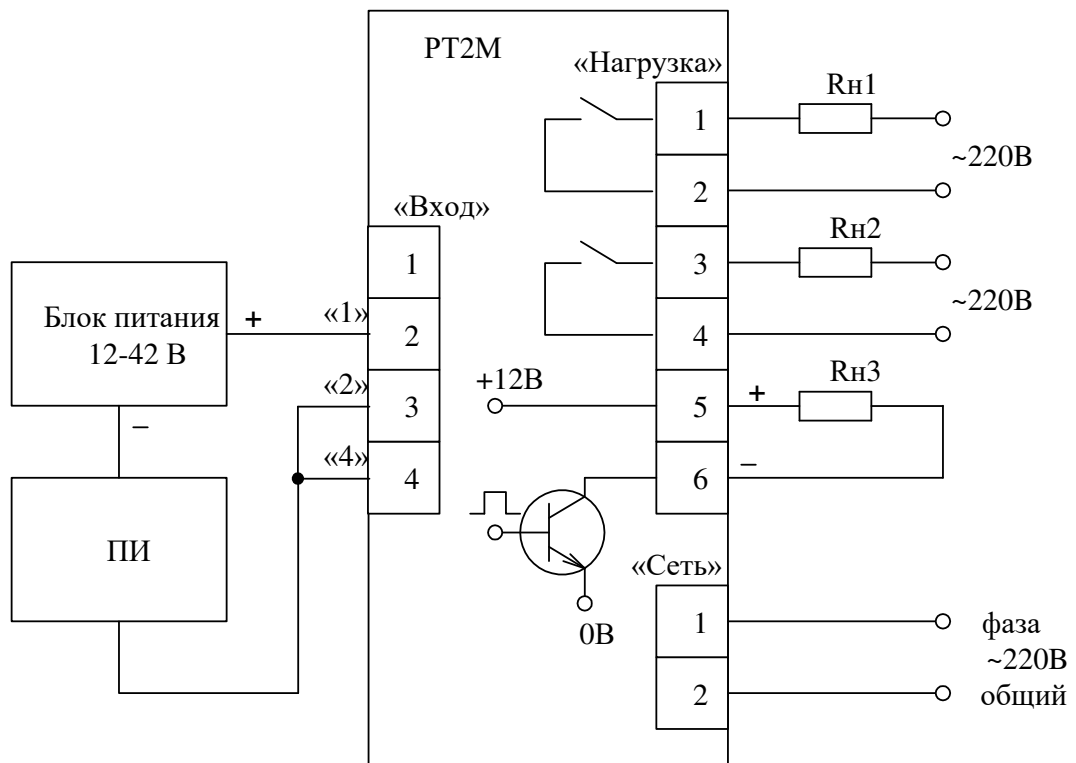 РТ2М
«Нагрузка»
Rн1
1
~220В
2
«Вход»
Rн2
1
3
~220В
Блок питания
12-42 В
+
«1»
2
4
Rн3
«2»
+12В
3
5
+
–
«4»
4
6
–
ПИ
«Сеть»
0В
1
фаза
~220В
2
общий